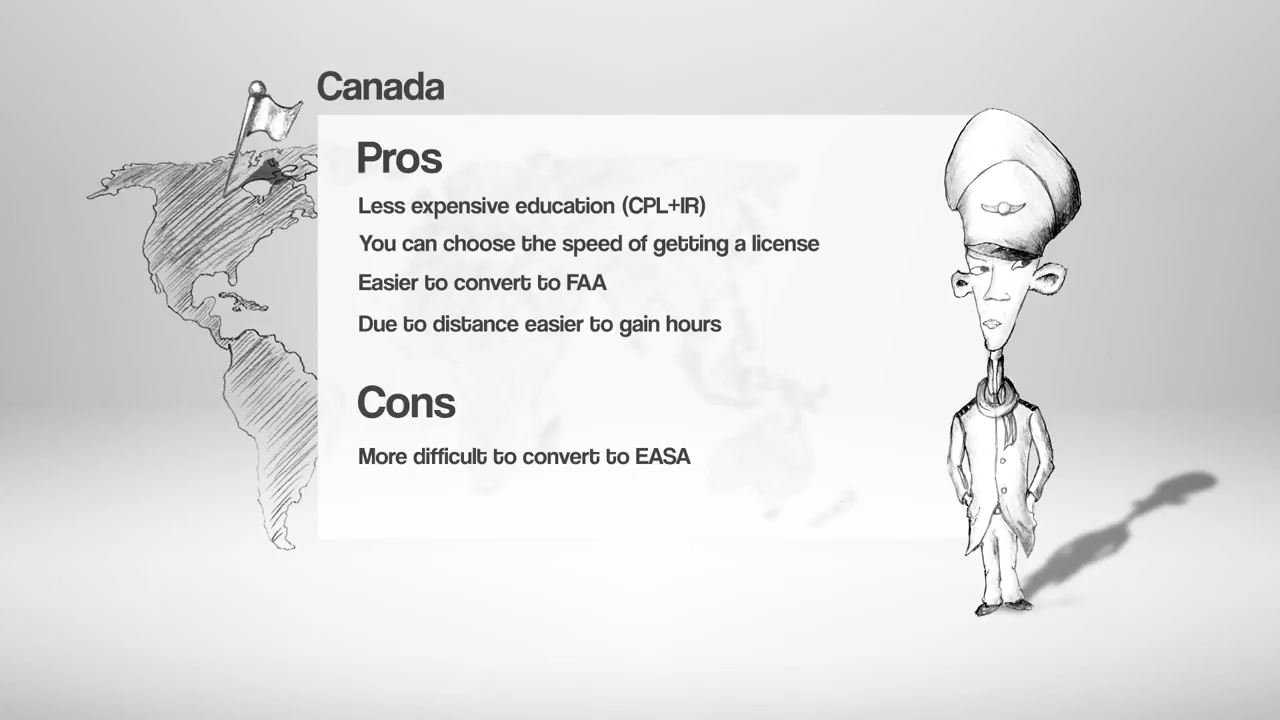 Canada
Pros
Less expensive education (CPL+IR)
You can choose the speed of getting a license
Easier to convert to FAA
Due to distance easier to gain hours
Cons
More difficult to convert to EASA